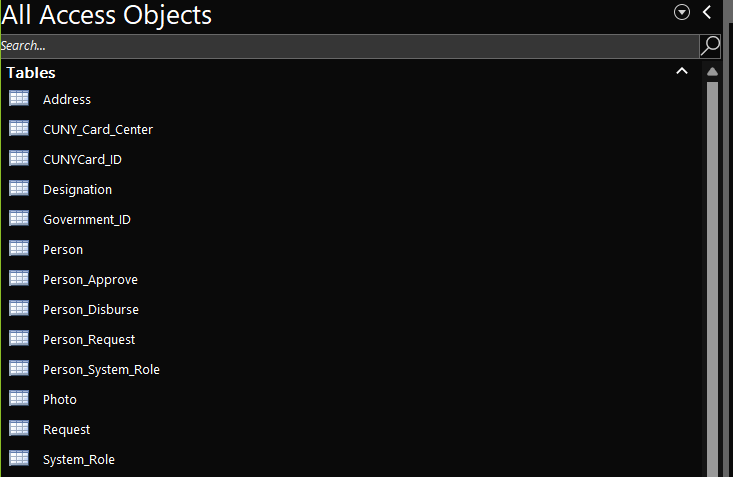 All Access Objects
Search...
Tables
Address
CUNY_Card_Center
CUNYCard_ID
Designation
Government_ID
Person
Person_Approve
Person_Disburse
Person_Request
Person_System_Role
Photo
Request
System_Role